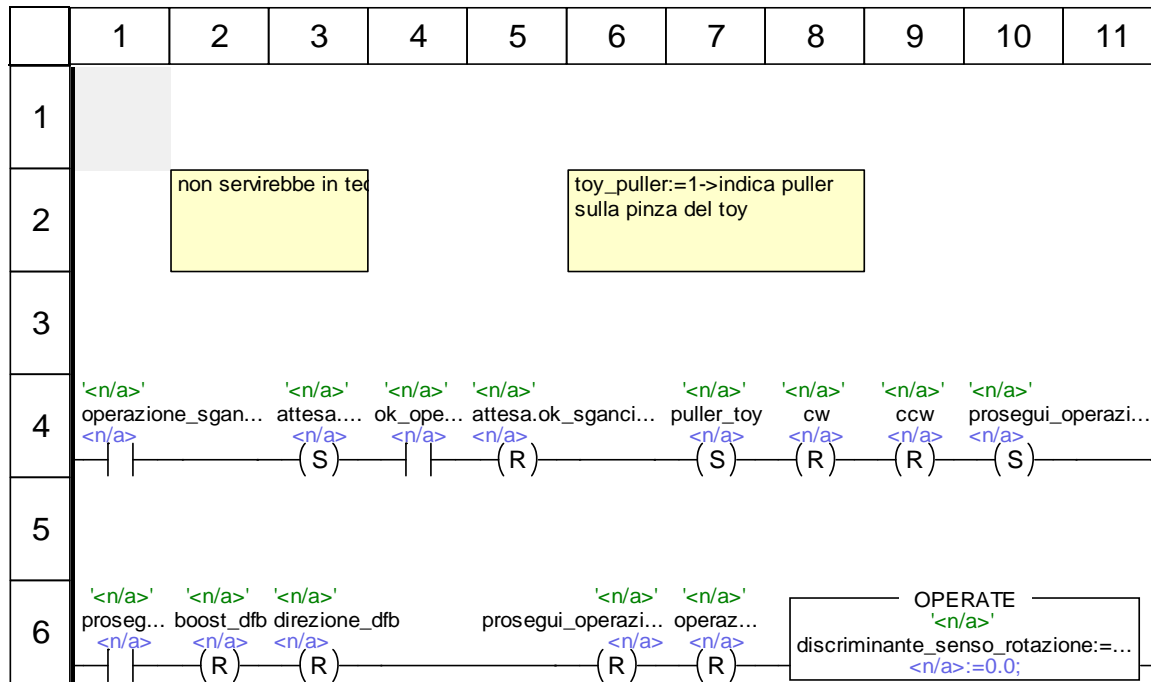 1 2 3 4 5 6 7 8 9 10 11
1
2
non servirebbe in
toy_puller:=1->indica puller
sulla pinza del toy
3
4
'<n/a>' '<n/a>' '<n/a>' '<n/a>' '<n/a>' '<n/a>' '<n/a>' '<n/a>'
operazione_sgan... attesa.... ok_ope... attesa.ok_sganci... puller_toy cw ccw prosegui_operazi...
<n/a> <n/a> <n/a> <n/a> <n/a> <n/a> <n/a> <n/a>
(S) (R) (S) (R) (R) (S)
5
6
'<n/a>' '<n/a>' '<n/a>' '<n/a>' '<n/a>'
proseg... boost_dfb direzione_dfb prosegui_operazi... operaz...
<n/a> <n/a> <n/a> <n/a> <n/a>
(R) (R) (R) (R)
OPERATE
'<n/a>'
discriminante_senso_rotazione:=...
<n/a>:=0.0;